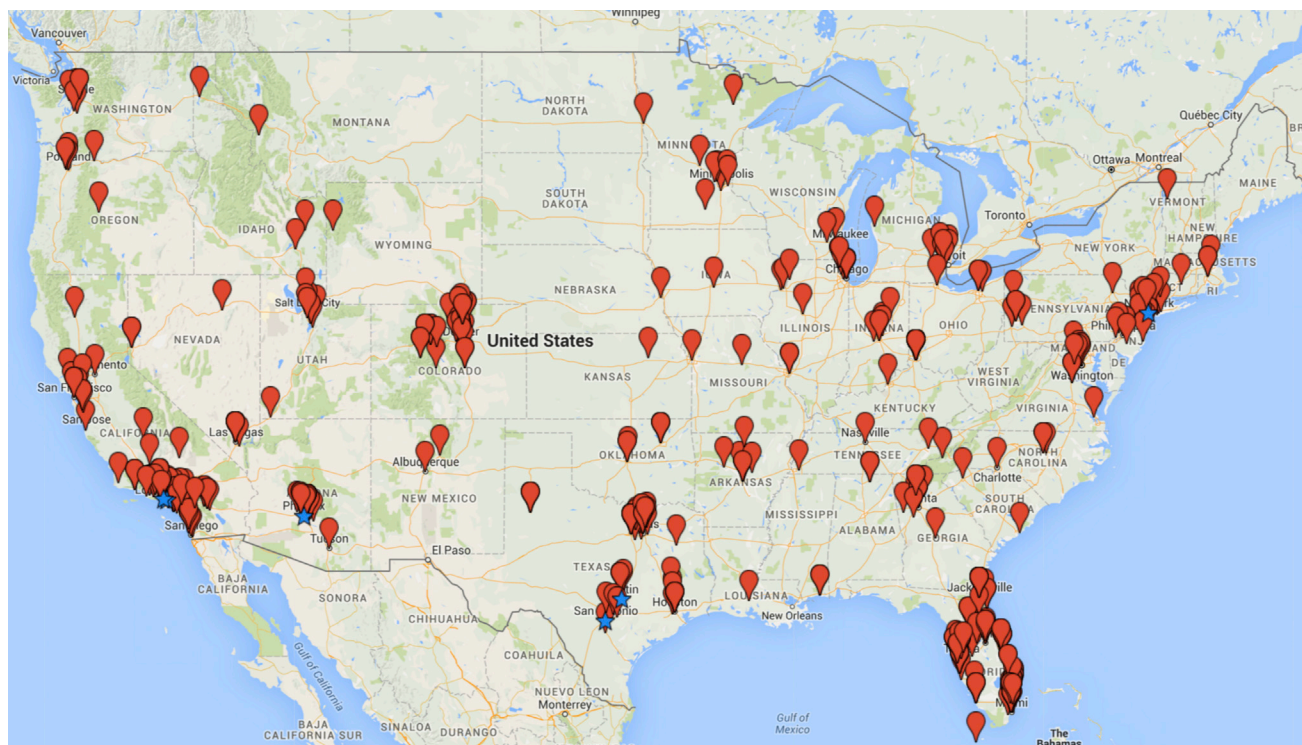 Winnipeg
Vancouver
Victoria
WASHINGTON
NORTH
DAKOTA
MONTANA
MINNESOTA
Québec City
Ottawa
Montreal
MAINE
Portland
Minneapolis
OREGON
SOUTH
DAKOTA
WISCONSIN
VERMONT
IDAHO
WYOMING
MICHIGAN
Toronto
NEW YORK
NEW
HAMPSHIRE
Milwaukee
MASSACHUSETTS
Chicago
CT
RI
Salt Lake City
NEBRASKA
IOWA
PENNSYLVANIA
NEVADA
United States
ILLINOIS
INDIANA
OHIO
Philadelphia
UTAH
COLORADO
MARYLAND
NJ
DE
San Francisco
KANSAS
MISSOURI
WEST
VIRGINIA
Washington
San Jose
KENTUCKY
VIRGINIA
CALIFORNIA
Las Vegas
Nashville
Albuquerque
OKLAHOMA
TENNESSEE
NORTH
CAROLINA
ARKANSAS
Charlotte
NEW MEXICO
SOUTH
CAROLINA
San Diego
MISSISSIPPI
ALABAMA
GEORGIA
Tucson
El Paso
TEXAS
BAJA
CALIFORNIA
SONORA
Jacksonville
San Antonio
Houston
LOUISIANA
New Orleans
CHIHUAHUA
Gulf of California
COAHUILA
NUEVO LEON
Monterrey
Miami
BAJA
CALIFORNIA SUR
SINALOA
DURANGO
Gulf of
Mexico
The
Bahamas